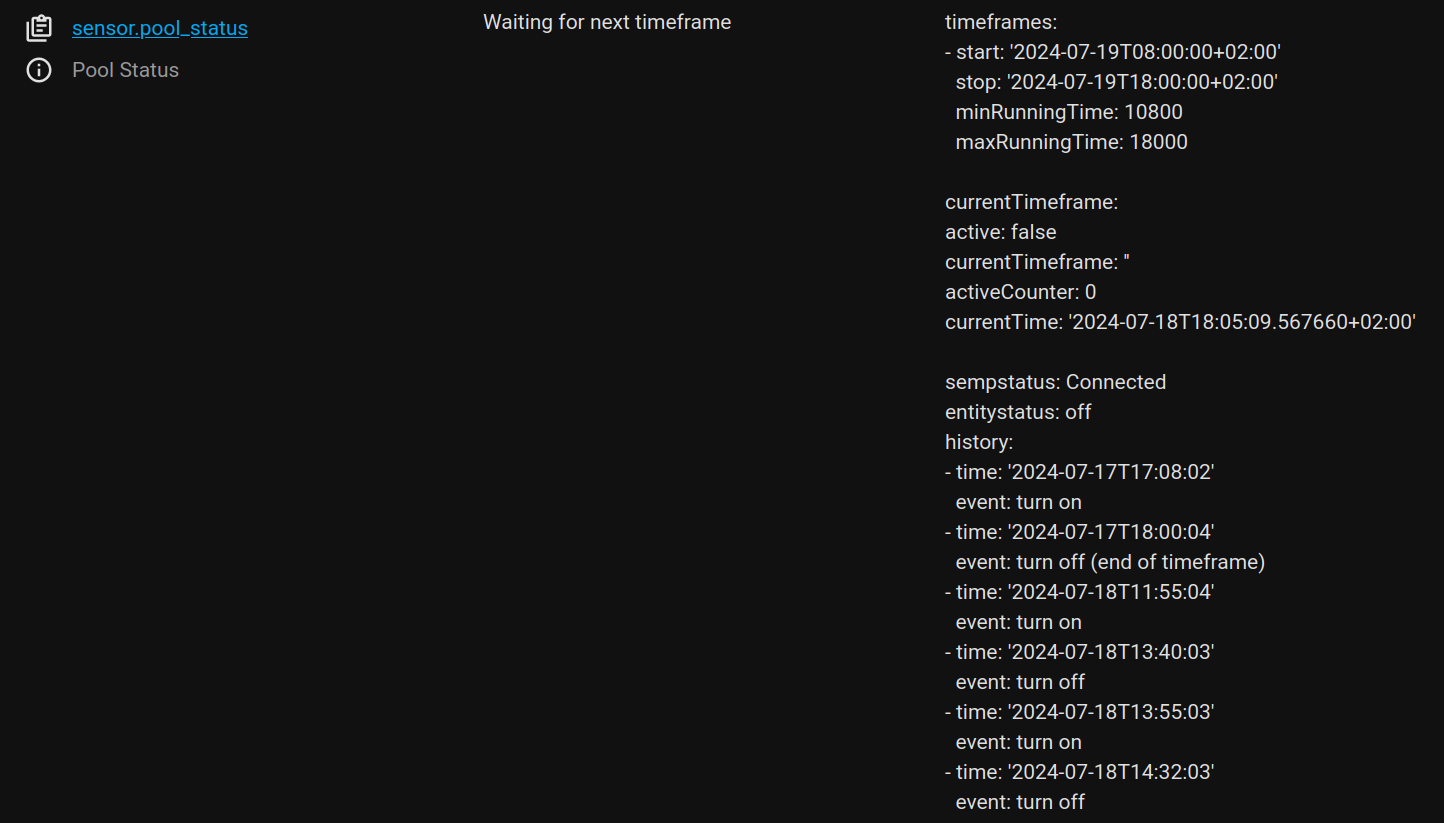 sensor.pool_status
Pool Status
Waiting for next timeframe
timeframes:
- start: '2024-07-19T08:00:00+02:00'
  stop: '2024-07-19T18:00:00+02:00'
  minRunningTime: 10800
  maxRunningTime: 18000

currentTimeframe:
active: false
currentTimeframe: ''
activeCounter: 0
currentTime: '2024-07-18T18:05:09.567660+02:00'

sempstatus: Connected
entitystatus: off
history:
- time: '2024-07-17T17:08:02'
  event: turn on
- time: '2024-07-17T18:00:04'
  event: turn off (end of timeframe)
- time: '2024-07-18T11:55:04'
  event: turn on
- time: '2024-07-18T13:40:03'
  event: turn off
- time: '2024-07-18T13:55:03'
  event: turn on
- time: '2024-07-18T14:32:03'
  event: turn off